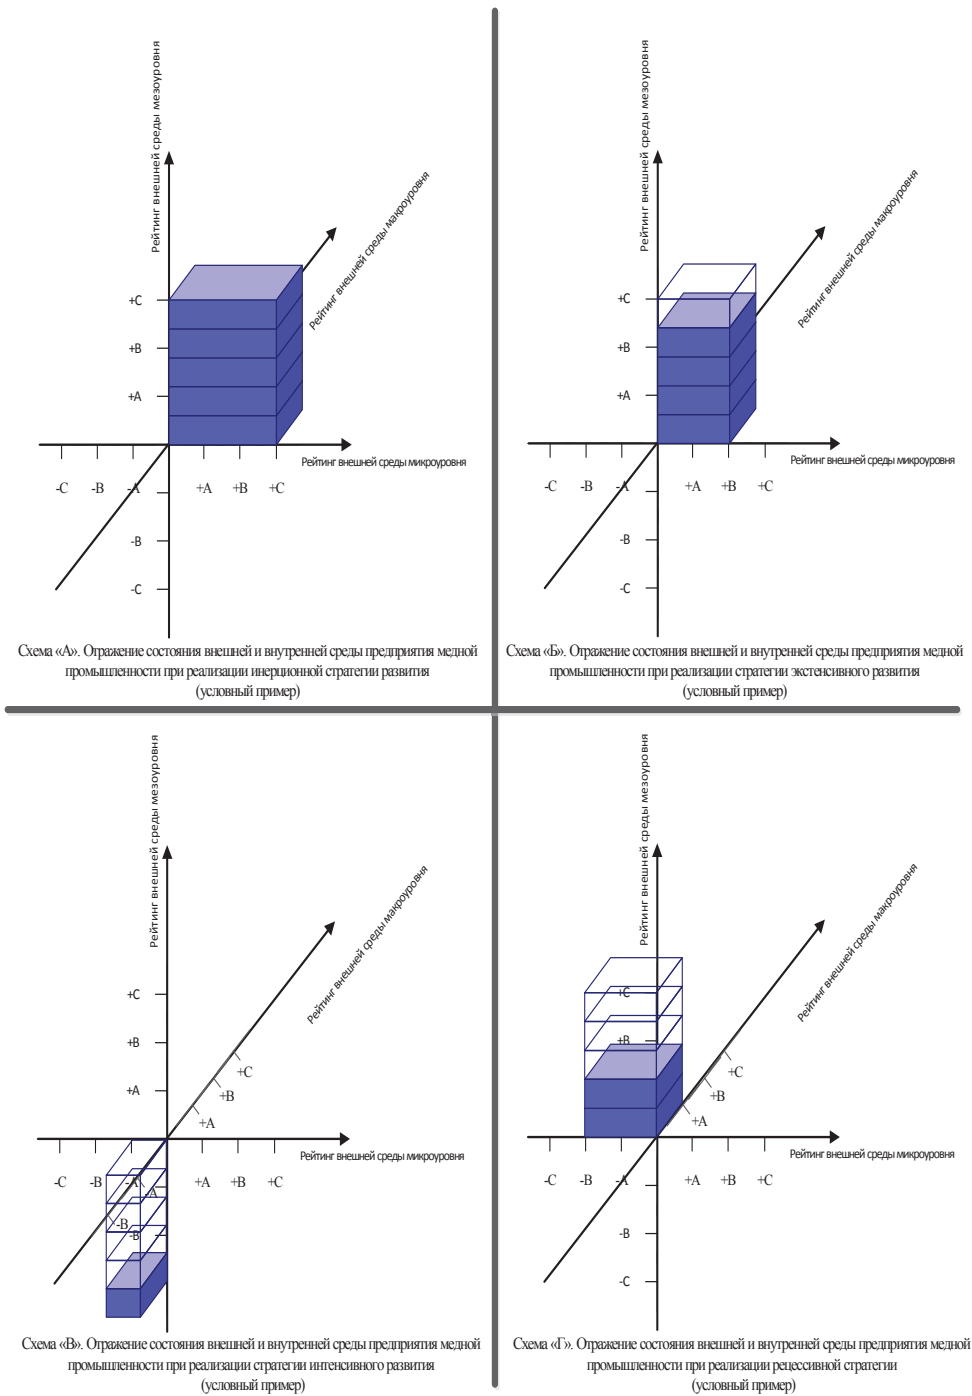 Рейтинг внешней среды мезоуровня
Рейтинг внешней среды макроуровня
+C
+B
+A
Рейтинг внешней среды микроуровня
-C -B -A +A +B +C
-B
-C
Схема «А». Отражение состояния внешней и внутренней среды предприятия медной
промышленности при реализации инерционной стратегии развития
(условный пример)
Рейтинг внешней среды мезоуровня
Рейтинг внешней среды макроуровня
+C
+B
+A
Рейтинг внешней среды микроуровня
-C -B -A +A +B +C
-B
-C
Схема «Б». Отражение состояния внешней и внутренней среды предприятия медной
промышленности при реализации стратегии экстенсивного развития
(условный пример)
Рейтинг внешней среды мезоуровня
Рейтинг внешней среды макроуровня
+C
+B
+C
+A
+B
+A
Рейтинг внешней среды микроуровня
-C -B -A +A +B +C
-A
-B
-B
Схема «В». Отражение состояния внешней и внутренней среды предприятия медной
промышленности при реализации стратегии интенсивного развития
(условный пример)
Рейтинг внешней среды мезоуровня
Рейтинг внешней среды макроуровня
+C
+B
+C
+B
+A
Рейтинг внешней среды микроуровня
-C -B -A +A +B +C
-B
-C
Схема «Г». Отражение состояния внешней и внутренней среды предприятия медной
промышленности при реализации рецессивной стратегии
(условный пример)